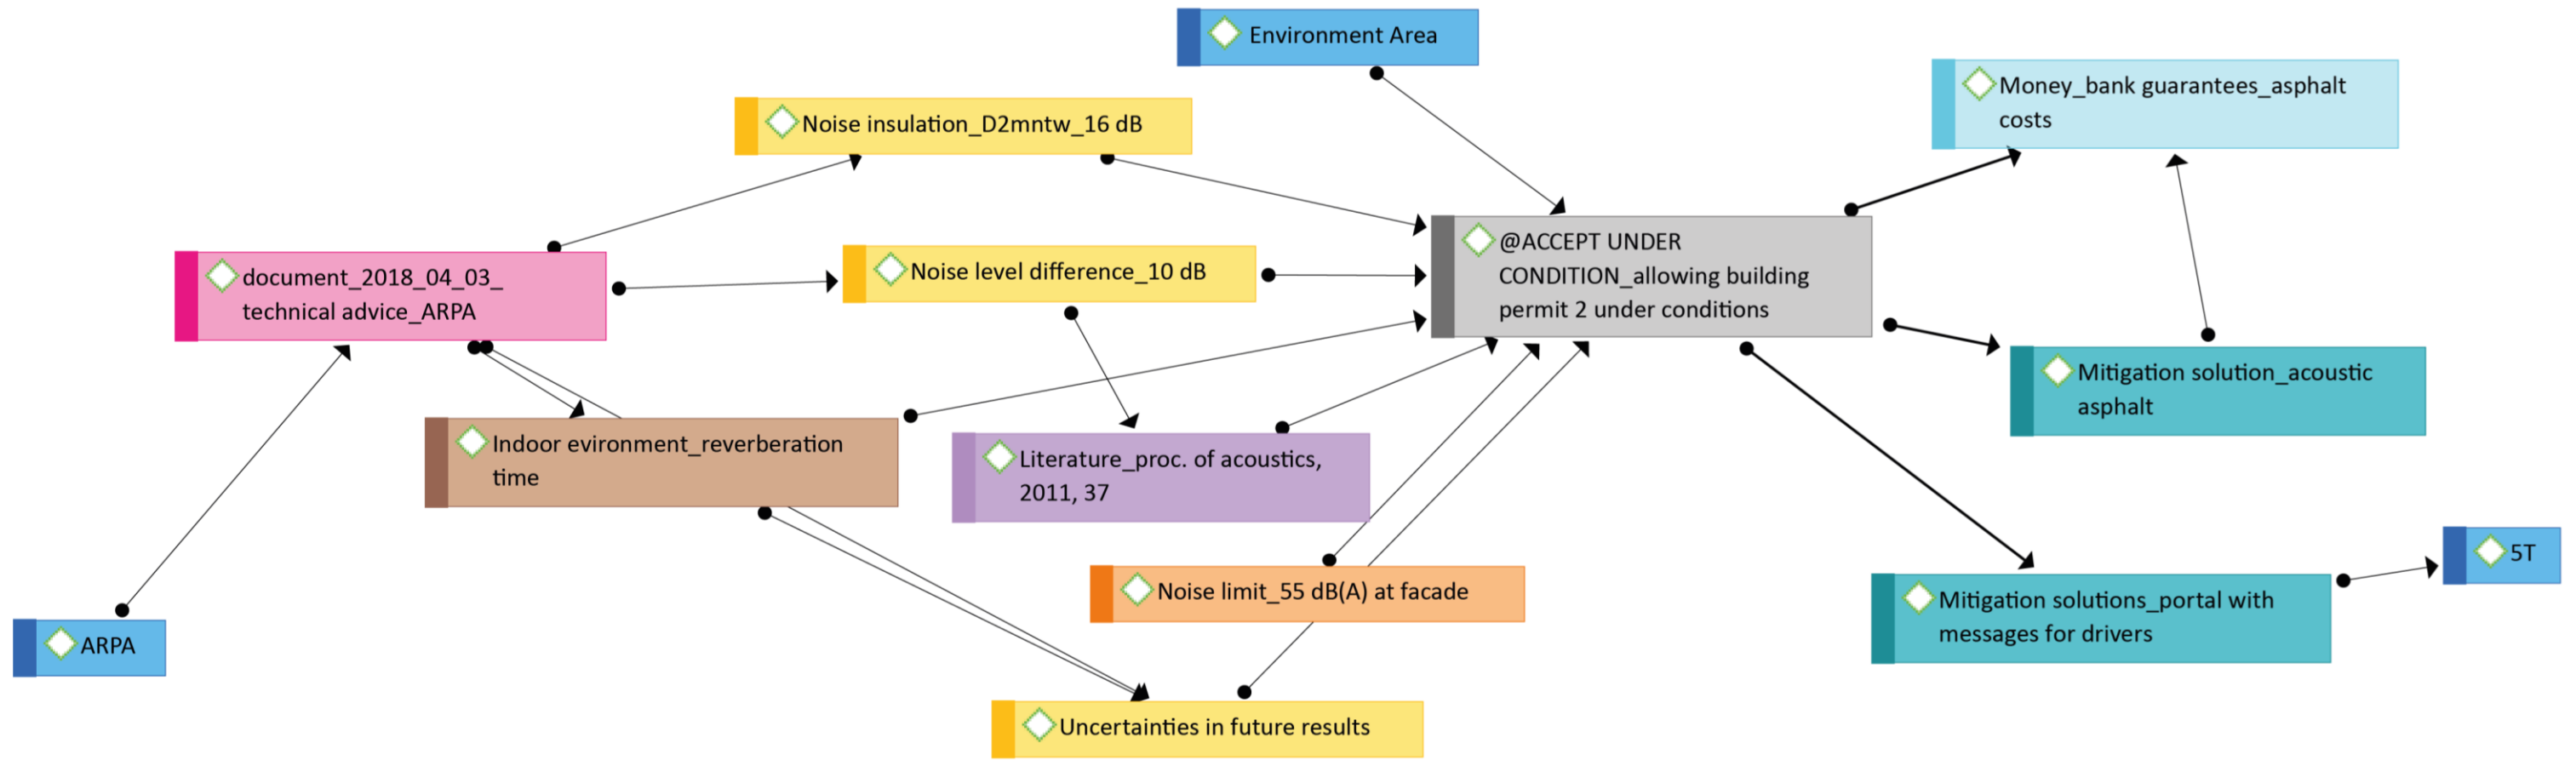 Environment Area
Money_bank guarantees_asphalt
costs
Noise insulation_D2mntw_16 dB
@ACCEPT UNDER
CONDITION_allowing building
permit 2 under conditions
document_2018_04_03_
technical advice_ARPA
Noise level difference_10 dB
Mitigation solution_acoustic
asphalt
Indoor evironment_reverberation
time
Literature_proc. of acoustics,
2011, 37
5T
Noise limit_55 dB(A) at facade
Mitigation solutions_portal with
messages for drivers
ARPA
Uncertainties in future results